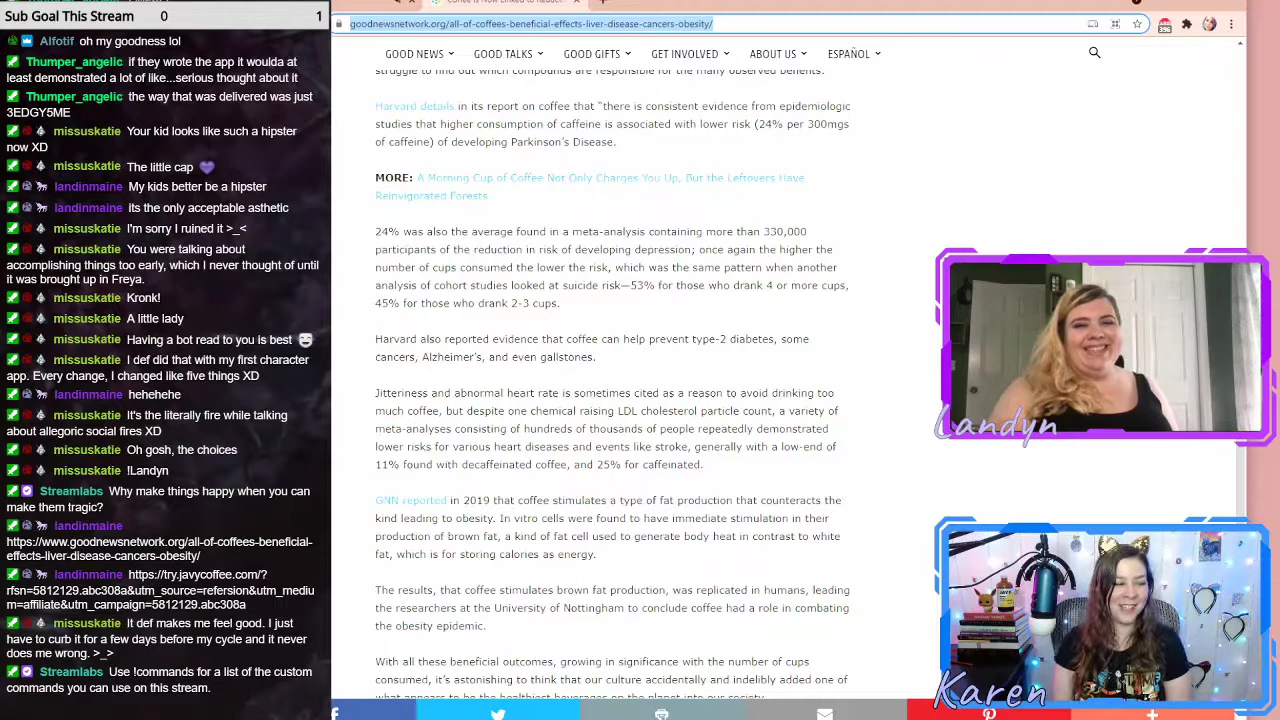 Sub Goal This Stream 0 1
Alfotif oh my goodness lol
Thumper_angelic if they wrote the app it woulda at
least demonstrated a lot of like...serious thought about it
Thumper_angelic the way that was delivered was just
3EDGY5ME
missuskatie Your kid looks like such a hipster
now XD
missuskatie The little cap 💜
landinmaine My kids better be a hipster
landinmaine its the only acceptable asthetic
missuskatie I'm sorry I ruined it >_<
missuskatie You were talking about
accomplishing things too early, which I never thought of until
it was brought up in Freya.
missuskatie Kronk!
missuskatie A little lady
missuskatie Having a bot read to you is best
missuskatie I def did that with my first character
app. Every change, I changed like five things XD
landinmaine hehehehe
missuskatie It's the literally fire while talking
about allegoric social fires XD
missuskatie Oh gosh, the choices
missuskatie !Landyn
Streamlabs Why make things happy when you can
make them tragic?
landinmaine
https://www.goodnewsnetwork.org/all-of-coffees-beneficial-
effects-liver-disease-cancers-obesity/
landinmaine https://try.javycoffee.com/?
rfsn=5812129.abc308a&utm_source=refersion&utm_mediu
m=affiliate&utm_campaign=5812129.abc308a
missuskatie It def makes me feel good. I just
have to curb it for a few days before my cycle and it never
does me wrong. >_>
Streamlabs Use !commands for a list of the custom
commands you can use on this stream.
goodnewsnetwork.org/all-of-coffees-beneficial-effects-liver-disease-cancers-obesity/
396
GOOD NEWS GOOD TALKS GOOD GIFTS GET INVOLVED ABOUT US ESPAÑOL
struggle to find out which compounds are responsible for the many observed benefits.
Harvard details in its report on coffee that “there is consistent evidence from epidemiologic
studies that higher consumption of caffeine is associated with lower risk (24% per 300mgs
of caffeine) of developing Parkinson’s Disease.
MORE: A Morning Cup of Coffee Not Only Charges You Up, But the Leftovers Have
Reinvigorated Forests
24% was also the average found in a meta-analysis containing more than 330,000
participants of the reduction in risk of developing depression; once again the higher the
number of cups consumed the lower the risk, which was the same pattern when another
analysis of cohort studies looked at suicide risk—53% for those who drank 4 or more cups,
45% for those who drank 2-3 cups.
Harvard also reported evidence that coffee can help prevent type-2 diabetes, some
cancers, Alzheimer’s, and even gallstones.
Jitteriness and abnormal heart rate is sometimes cited as a reason to avoid drinking too
much coffee, but despite one chemical raising LDL cholesterol particle count, a variety of
meta-analyses consisting of hundreds of thousands of people repeatedly demonstrated
lower risks for various heart diseases and events like stroke, generally with a low-end of
11% found with decaffeinated coffee, and 25% for caffeinated.
GNN reported in 2019 that coffee stimulates a type of fat production that counteracts the
kind leading to obesity. In vitro cells were found to have immediate stimulation in their
production of brown fat, a kind of fat cell used to generate body heat in contrast to white
fat, which is for storing calories as energy.
The results, that coffee stimulates brown fat production, was replicated in humans, leading
the researchers at the University of Nottingham to conclude coffee had a role in combating
the obesity epidemic.
With all these beneficial outcomes, growing in significance with the number of cups
consumed, it’s astonishing to think that our culture accidentally and indelibly added one of
what appears to be the healthiest beverages on the planet into our society.
Landyn
Karen